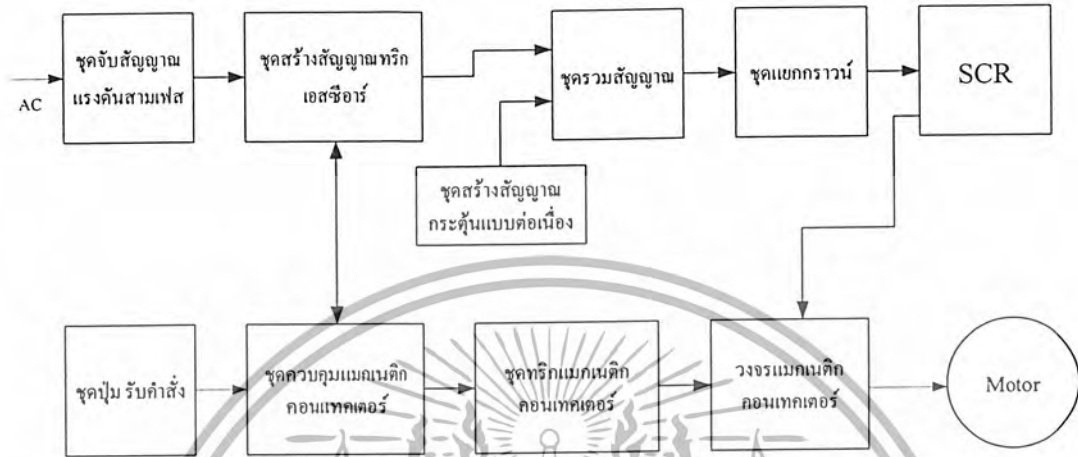 AC
ชุดจับสัญญาณ
แรงดันสามเฟส
ชุดสร้างสัญญาณทริก
เอสซีอาร์
ชุดรวมสัญญาณ
ชุดแยกกราวน์
SCR
ชุดสร้างสัญญาณ
กระตุ้นแบบต่อเนื่อง
ชุดปุ่ม รับคำสั่ง
ชุดควบคุมแมกเนติก
คอนแทคเตอร์
ชุดทริกแมกเนติก
คอนเทคเตอร์
วงจรแมกเนติก
คอนเทคเตอร์
Motor